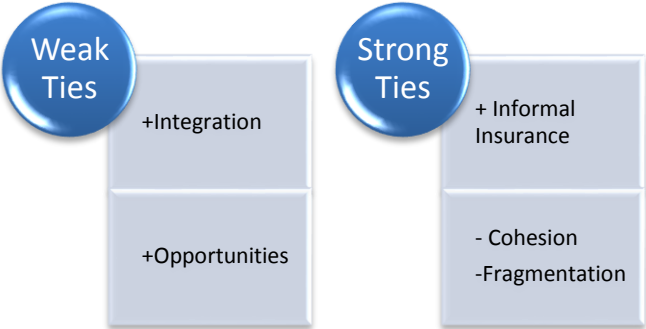 Weak
Ties
+Integration
+Opportunities
Strong
Ties
+ Informal
Insurance
- Cohesion
-Fragmentation